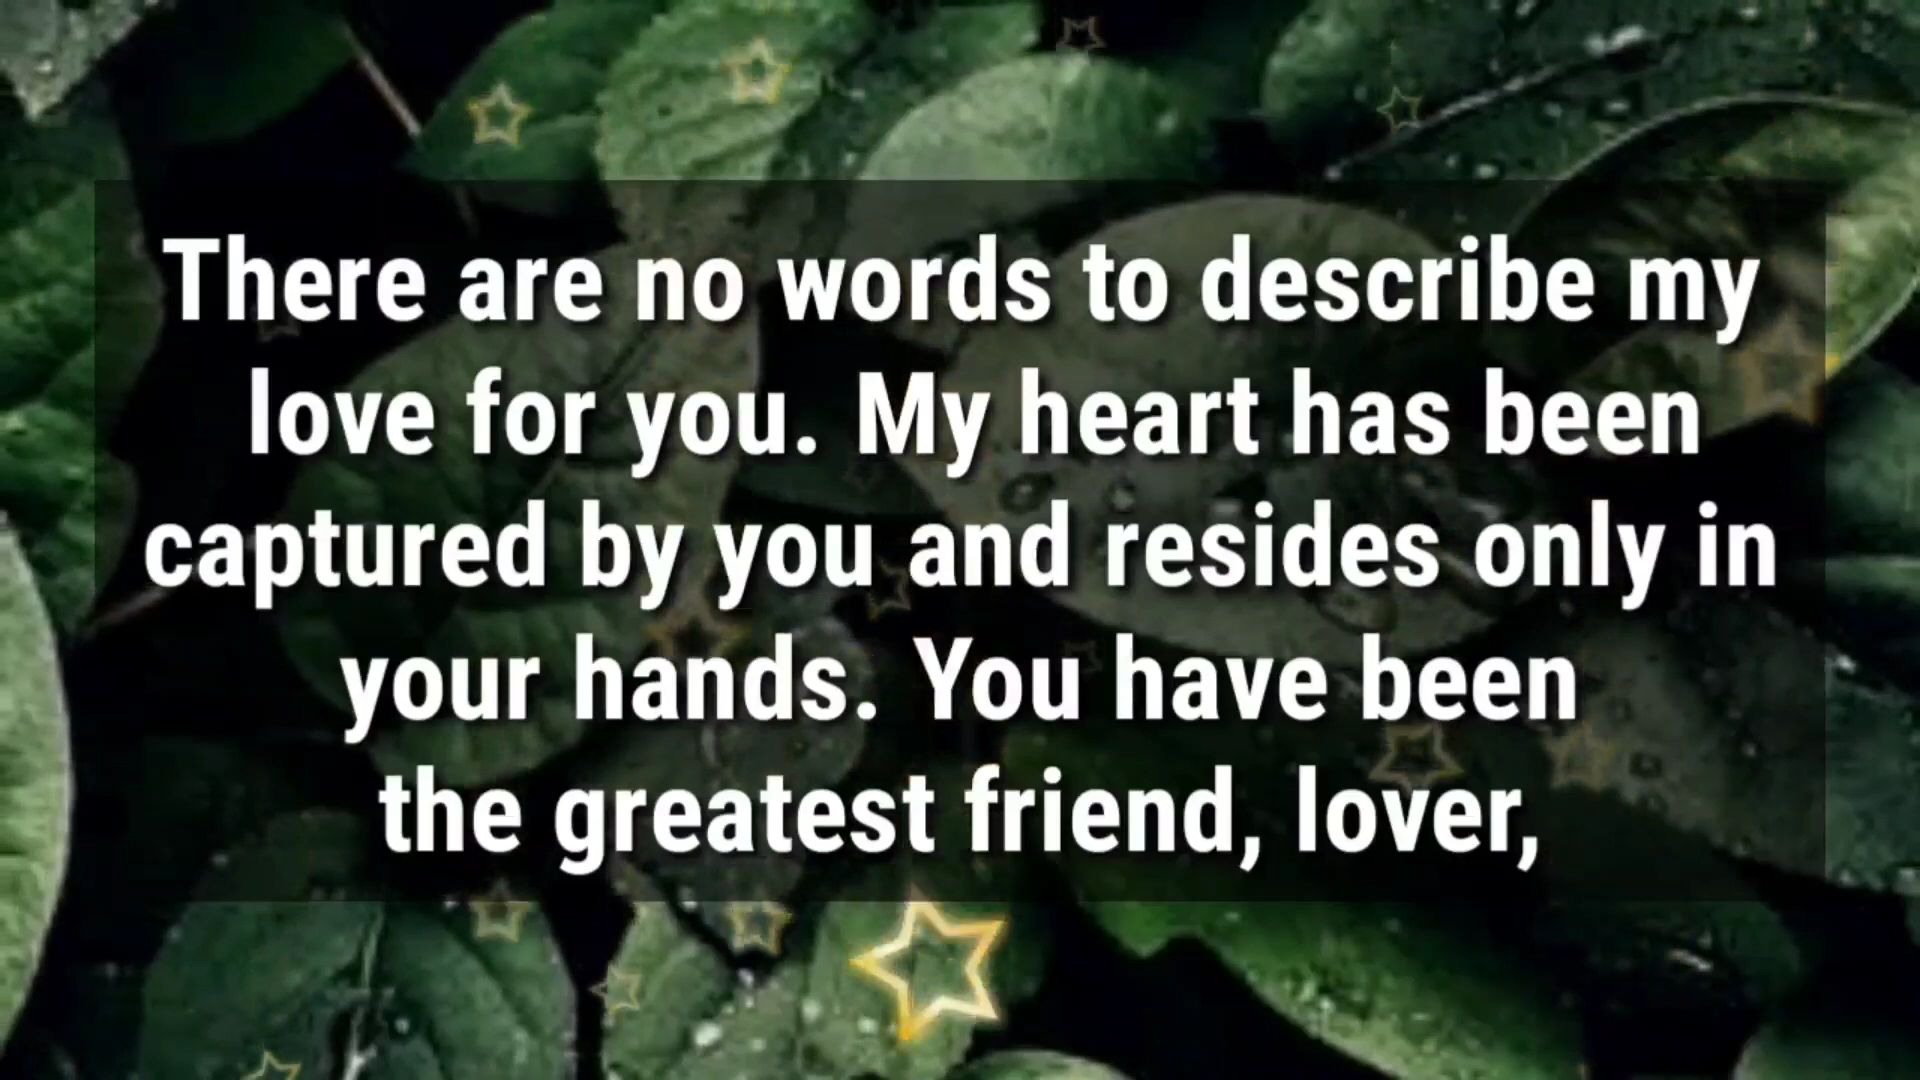 There are no words to describe my
love for you. My heart has been
captured by you and resides only in
your hands. You have been
the greatest friend, lover,